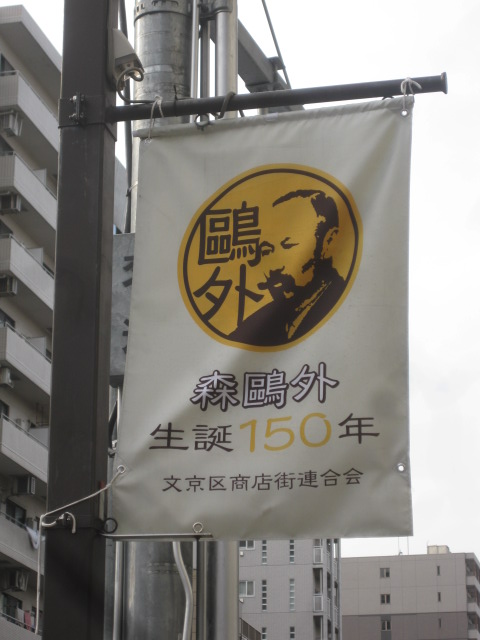 鷗外
森鷗外
生誕150年
文京区商店街連合会